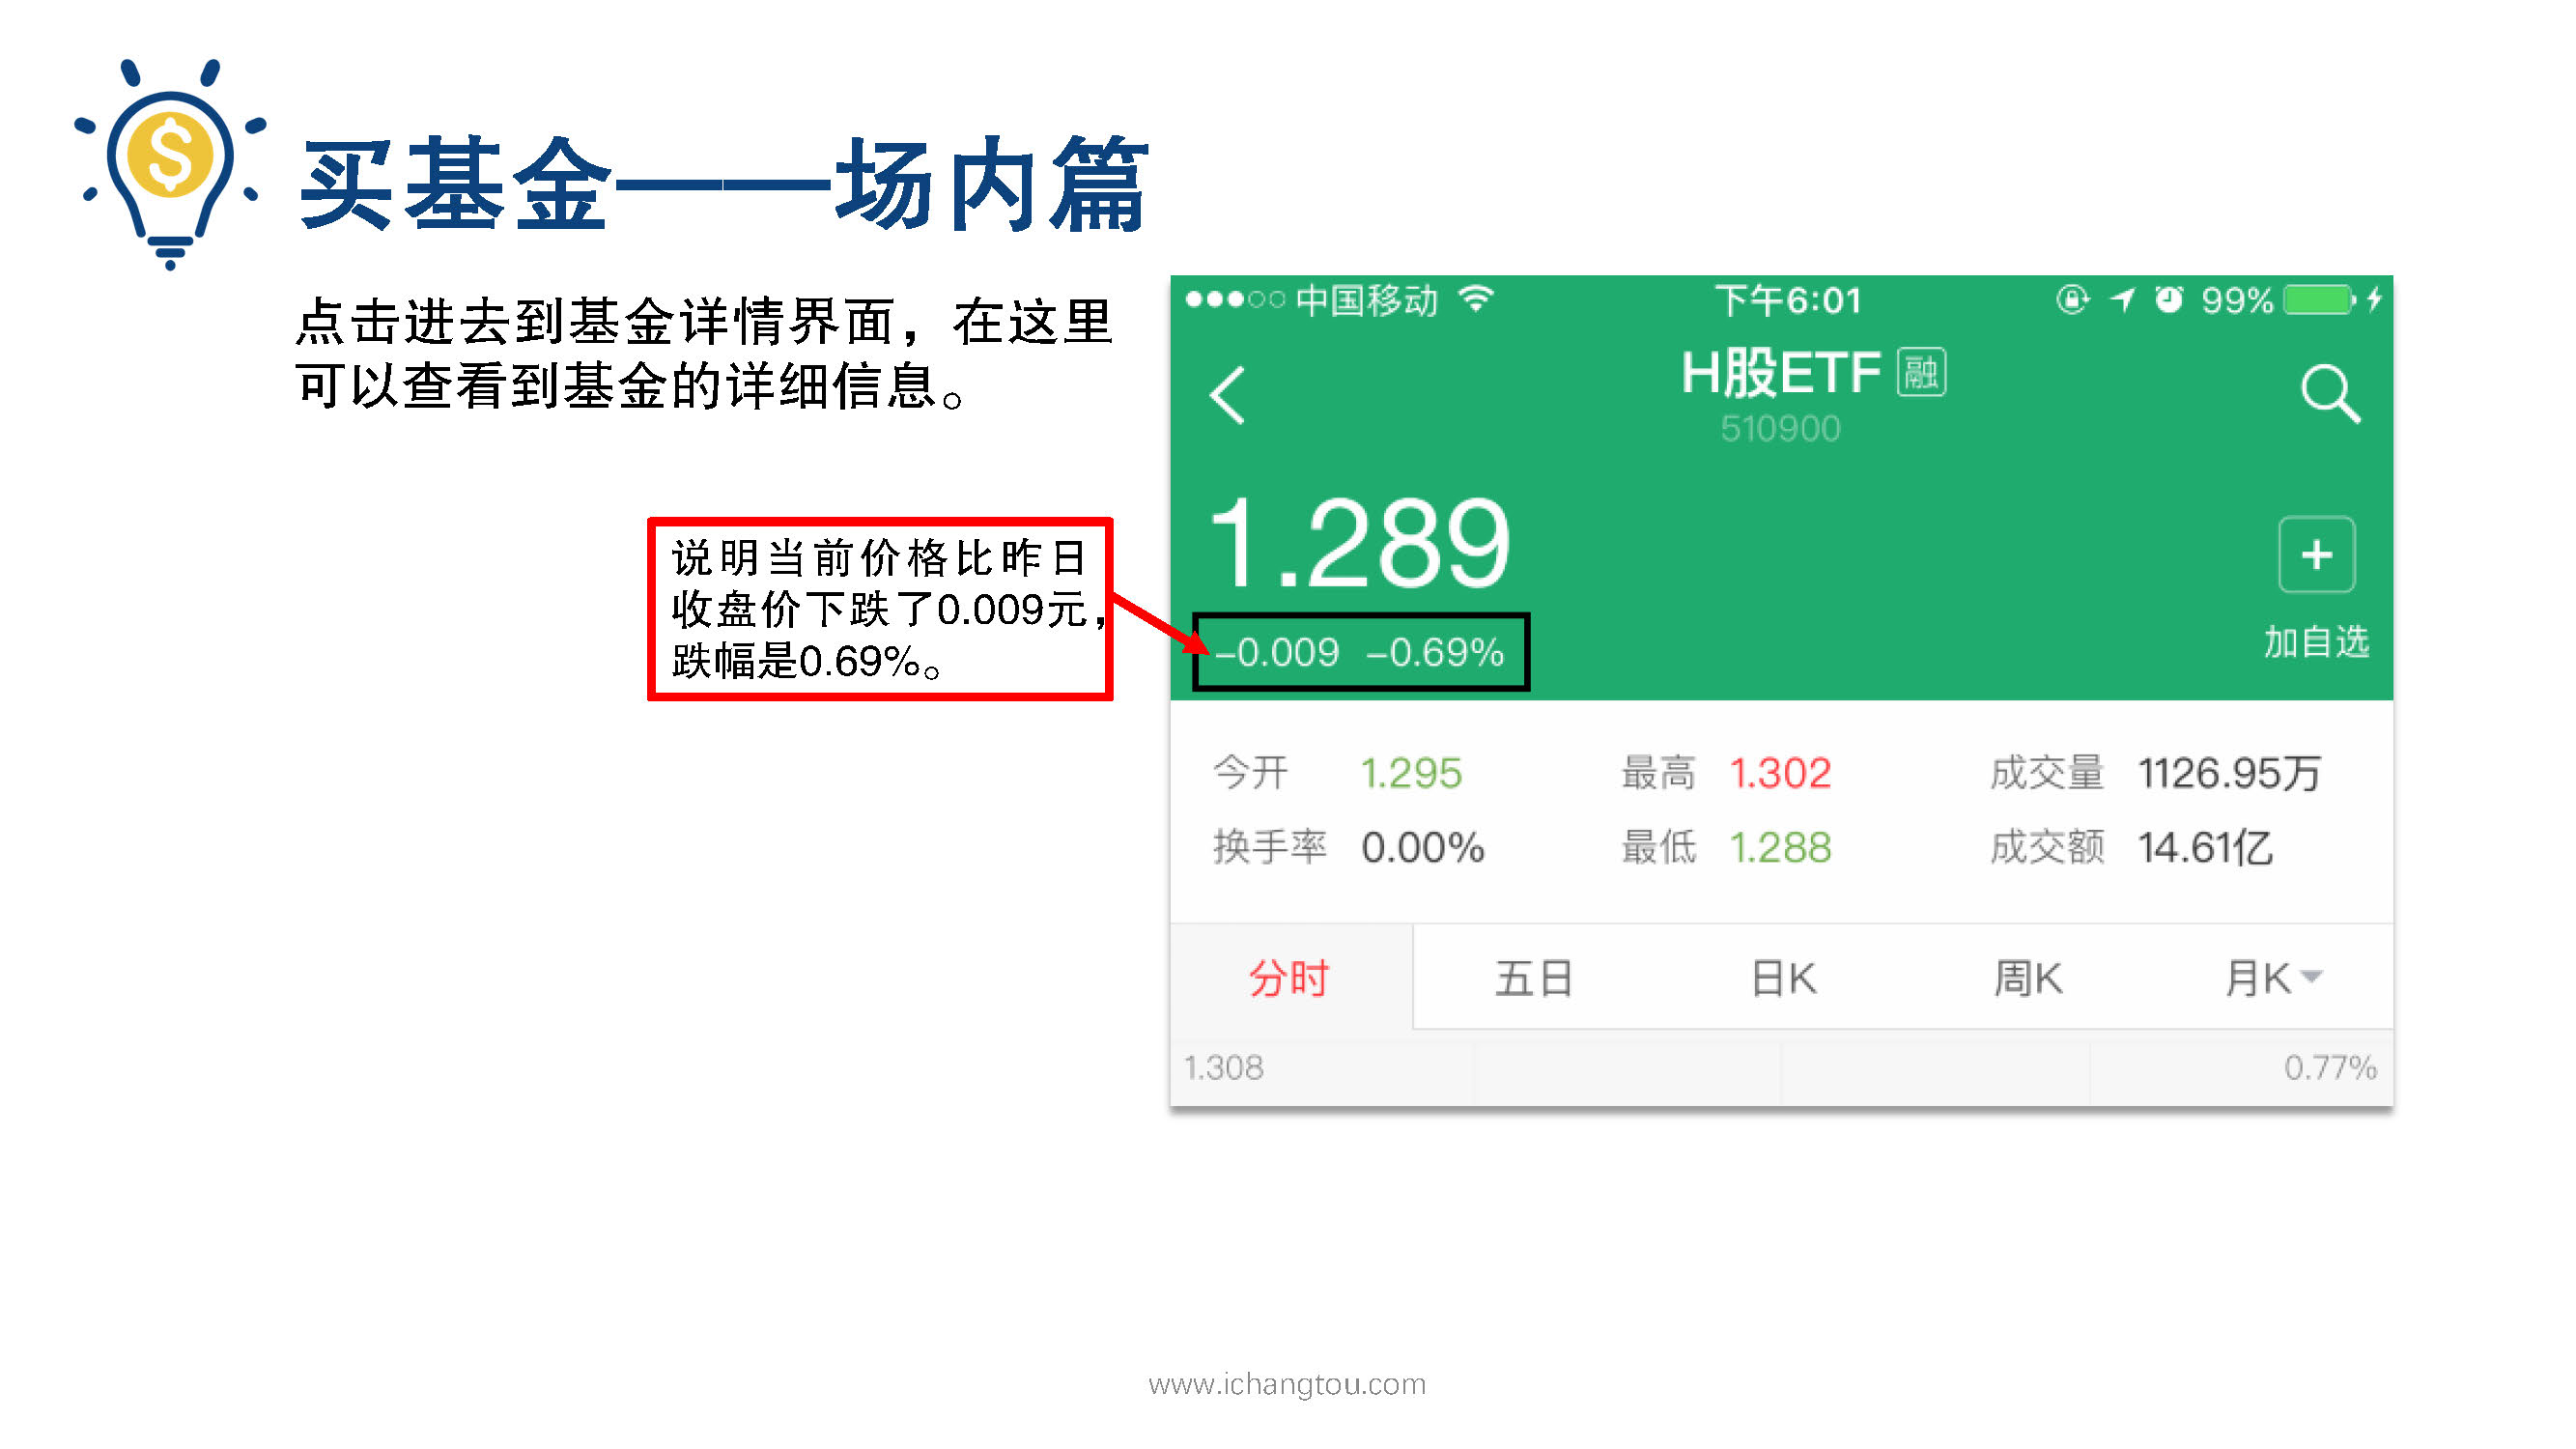 买基金——场内篇
点击进去到基金详情界面，在这里
可以查看到基金的详细信息。
说明当前价格比昨日
收盘价下跌了0.009元，
跌幅是0.69%。
中国移动 下午6:01 99%
H股ETF 融
510900
1.289
+
-0.009 -0.69%
加自选
今开 1.295 最高 1.302 成交量 1126.95万
换手率 0.00% 最低 1.288 成交额 14.61亿
分时 五日 日K 周K 月K
1.308 0.77%
www.ichangtou.com